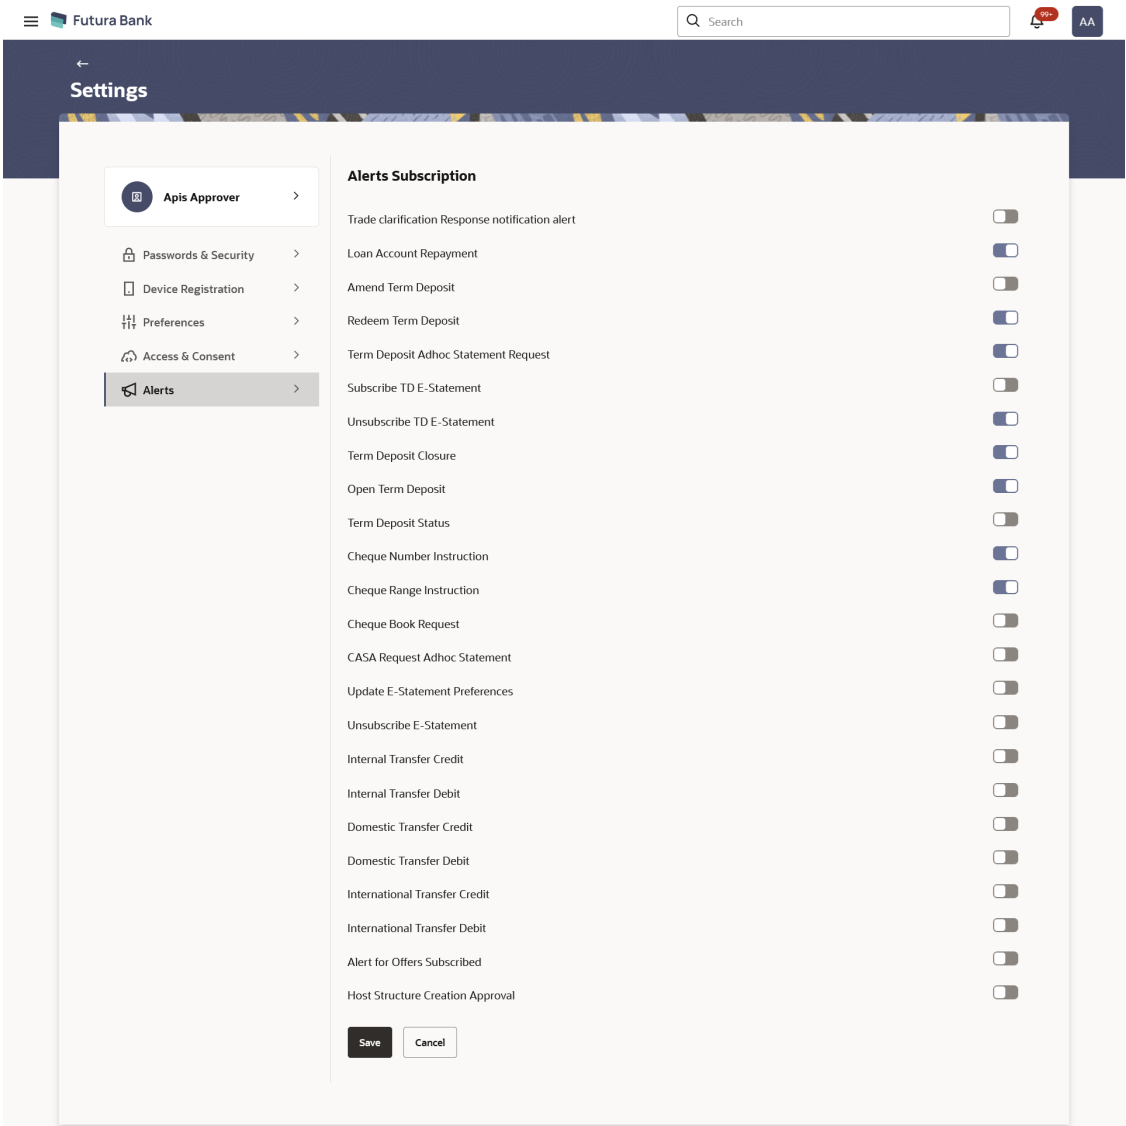 Futura Bank
Search
99+
AA
Settings
Apis Approver
Passwords & Security
Device Registration
Preferences
Access & Consent
Alerts
Alerts Subscription
Trade clarification Response notification alert
Loan Account Repayment
Amend Term Deposit
Redeem Term Deposit
Term Deposit Adhoc Statement Request
Subscribe TD E-Statement
Unsubscribe TD E-Statement
Term Deposit Closure
Open Term Deposit
Term Deposit Status
Cheque Number Instruction
Cheque Range Instruction
Cheque Book Request
CASA Request Adhoc Statement
Update E-Statement Preferences
Unsubscribe E-Statement
Internal Transfer Credit
Internal Transfer Debit
Domestic Transfer Credit
Domestic Transfer Debit
International Transfer Credit
International Transfer Debit
Alert for Offers Subscribed
Host Structure Creation Approval
Save
Cancel